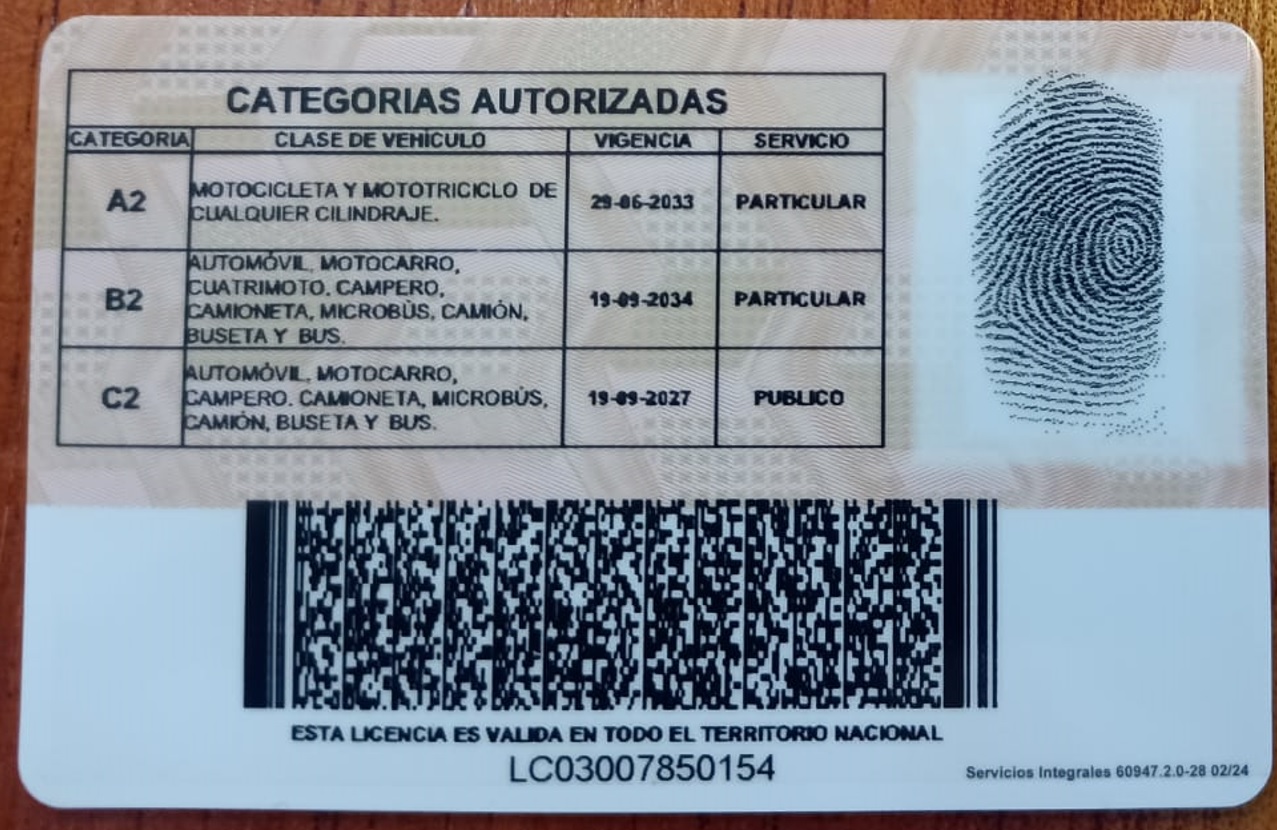 CATEGORIAS AUTORIZADAS
CATEGORIA CLASE DE VEHÍCULO VIGENCIA SERVICIO
A2 MOTOCICLETA Y MOTOTRICICLO DE CUALQUIER CILINDRAJE. 29-06-2033 PARTICULAR
B2 AUTOMÓVIL, MOTOCARRO, CUATRIMOTO, CAMPERO, CAMIONETA, MICROBÚS, CAMIÓN, BUSETA Y BUS. 19-09-2034 PARTICULAR
C2 AUTOMÓVIL, MOTOCARRO, CAMPERO. CAMIONETA, MICROBÚS, CAMIÓN, BUSETA Y BUS. 19-09-2027 PUBLICO
ESTA LICENCIA ES VALIDA EN TODO EL TERRITORIO NACIONAL
LC03007850154
Servicios Integrales 60947.2.0-28 02/24